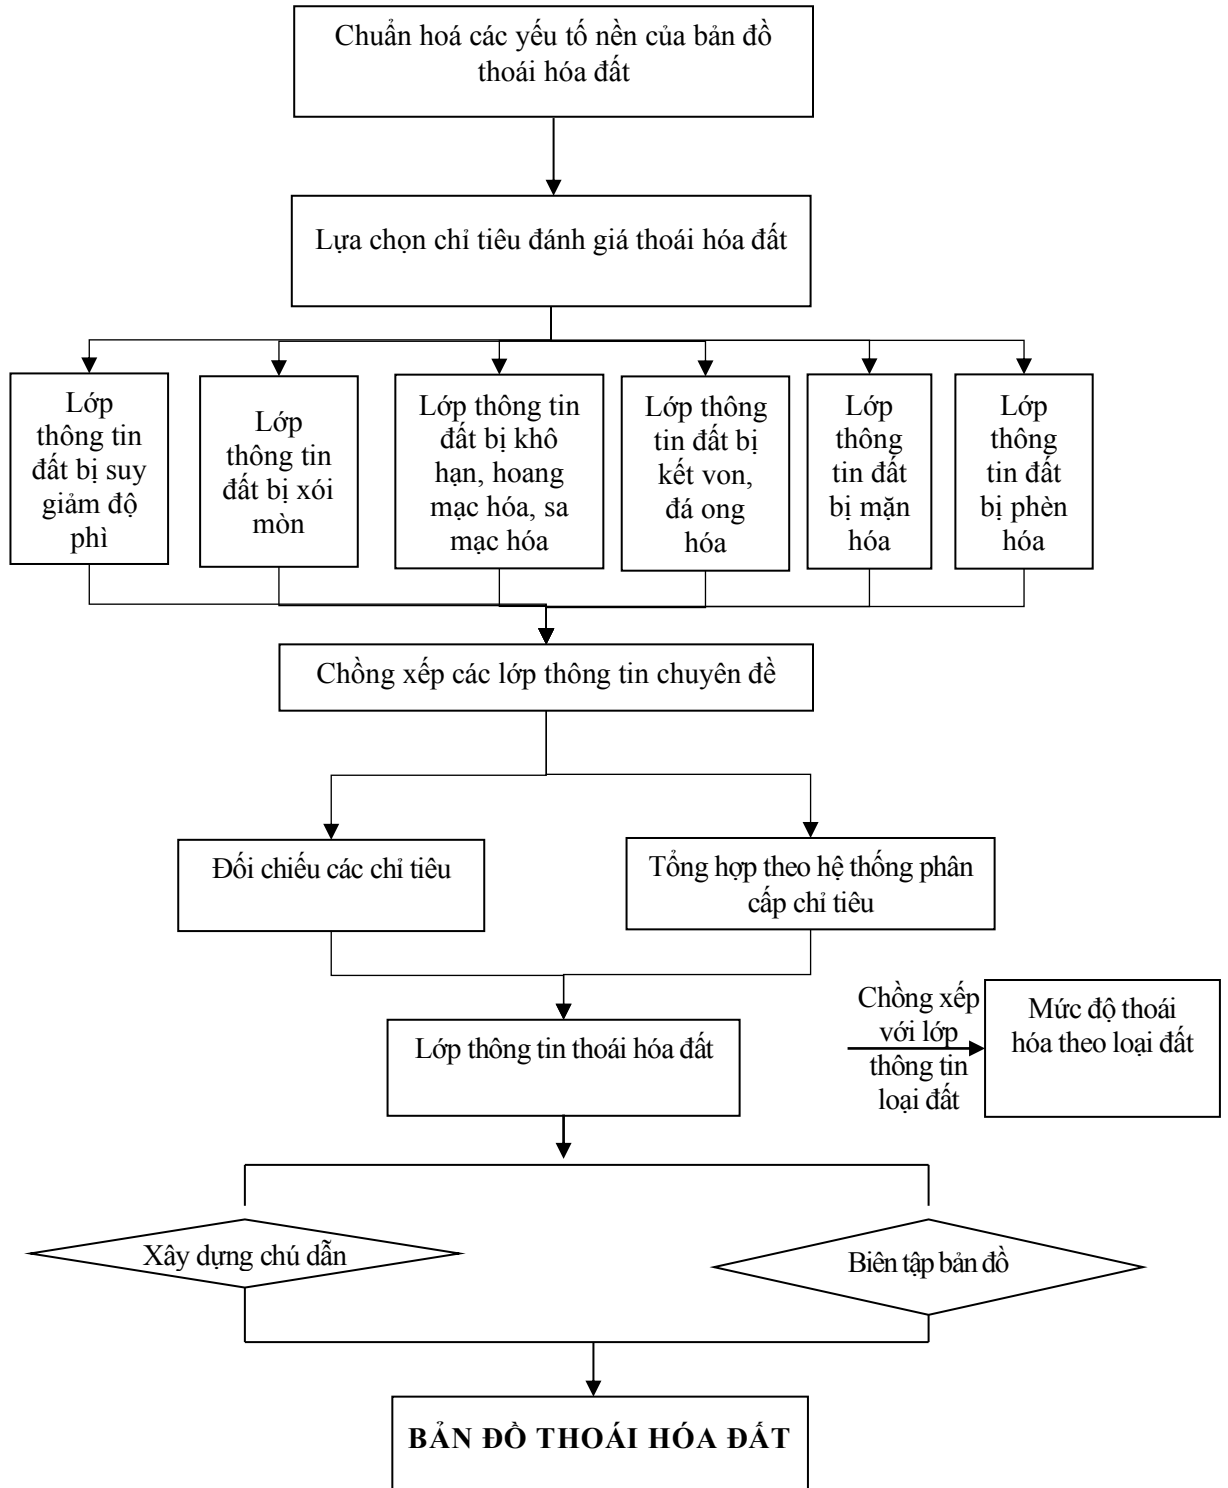 Chuẩn hoá các yếu tố nền của bản đồ
thoái hóa đất
Lựa chọn chỉ tiêu đánh giá thoái hóa đất
Lớp
thông tin
đất bị suy
giảm độ
phì
Lớp
thông tin
đất bị xói
mòn
Lớp thông tin
đất bị khô
hạn, hoang
mạc hóa, sa
mạc hóa
Lớp thông
tin đất bị
kết von,
đá ong
hóa
Lớp
thông
tin đất
bị mặn
hóa
Lớp
thông
tin đất
bị phèn
hóa
Chồng xếp các lớp thông tin chuyên đề
Đối chiếu các chỉ tiêu
Tổng hợp theo hệ thống phân
cấp chỉ tiêu
Lớp thông tin thoái hóa đất
Chồng xếp
với lớp
thông tin
loại đất
Mức độ thoái
hóa theo loại đất
Xây dựng chú dẫn
Biên tập bản đồ
BẢN ĐỒ THOÁI HÓA ĐẤT